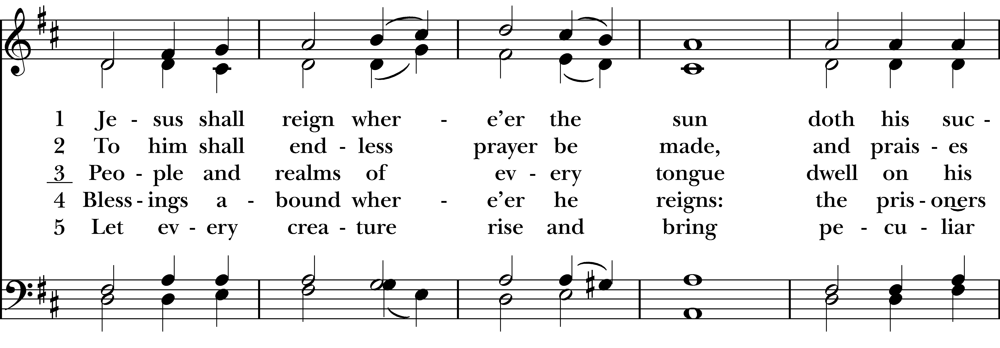 1 Je - sus shall reign wher - e’er the sun doth his suc -
2 To him shall end - less prayer be made, and prais - es
3 Peo - ple and realms of ev - ery tongue dwell on his
4 Bless - ings a - bound wher - e’er he reigns: the pris - oners
5 Let ev - ery crea - ture rise and bring pe - cu - liar